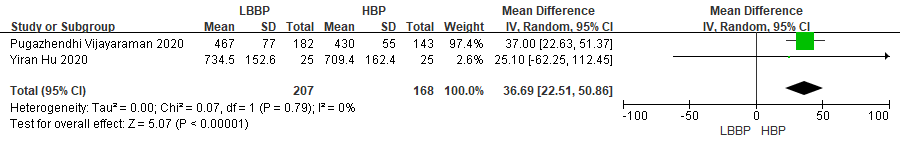 LBBP HBP Mean Difference Mean Difference
Study or Subgroup Mean SD Total Mean SD Total Weight IV, Random, 95% CI IV, Random, 95% CI
Pugazhendhi Vijayaraman 2020 467 77 182 430 55 143 97.4% 37.00 [22.63, 51.37]
Yiran Hu 2020 734.5 152.6 25 709.4 162.4 25 2.6% 25.10 [-62.25, 112.45]
Total (95% CI) 207 168 100.0% 36.69 [22.51, 50.86]
Heterogeneity: Tau² = 0.00; Chi² = 0.07, df = 1 (P = 0.79); I² = 0%
Test for overall effect: Z = 5.07 (P < 0.00001)
-100 -50 0 50 100
LBBP HBP